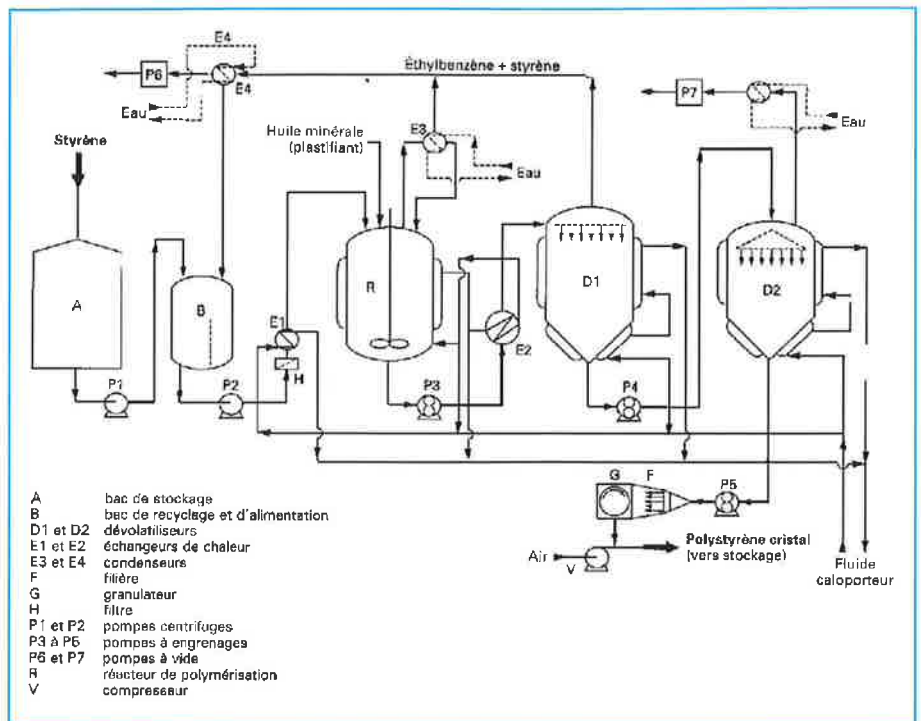 E4
P6
E4
Éthylbenzène + styrène
P7
Eau
Eau
Styrène
Huile minérale
(plastifiant)
E3
Eau
A
B
R
D1
D2
E1
E2
H
P1
P2
P3
P4
G
F
P5
Polystyrène cristal
(vers stockage)
Air
V
Fluide
caloporteur
A bac de stockage
B bac de recyclage et d'alimentation
D1 et D2 dévolatiliseurs
E1 et E2 échangeurs de chaleur
E3 et E4 condenseurs
F filière
G granulateur
H filtre
P1 et P2 pompes centrifuges
P3 à P5 pompes à engrenages
P6 et P7 pompes à vide
R réacteur de polymérisation
V compresseur